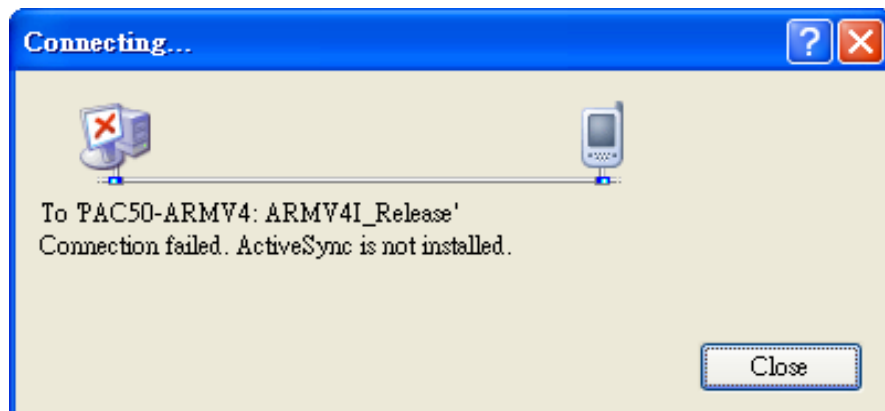 Connecting...
To 'PAC50-ARMV4: ARMV4I_Release'
Connection failed. ActiveSync is not installed.
Close